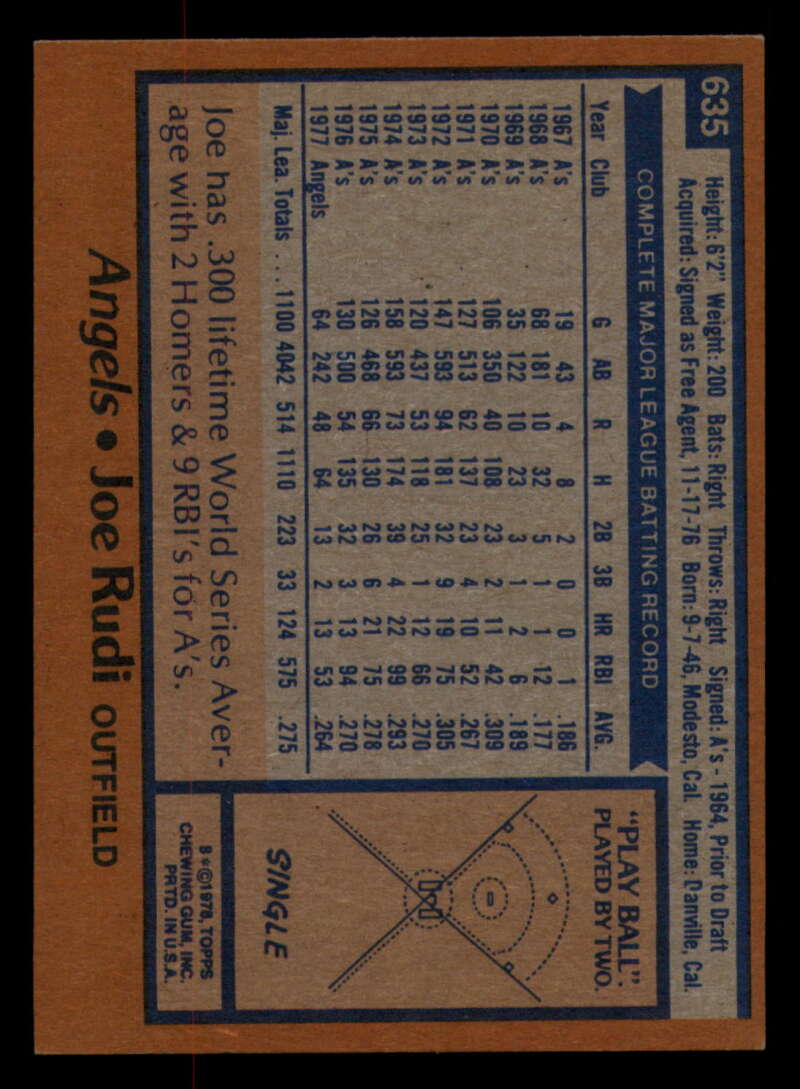 635
Height: 6'2" Weight: 200 Bats: Right Throws: Right Signed: A's - 1964, Prior to Draft
Acquired: Signed as Free Agent, 11-17-76 Born: 9-7-46, Modesto, Cal. Home: Danville, Cal.
COMPLETE MAJOR LEAGUE BATTING RECORD
Year Club G AB R H 2B 3B HR RBI AVG.
1967 A's 19 43 4 8 2 0 0 1 .186
1968 A's 68 181 10 32 5 1 1 12 .177
1969 A's 35 122 10 23 3 1 2 6 .189
1970 A's 106 350 40 108 23 2 11 42 .309
1971 A's 127 513 62 137 23 4 10 52 .267
1972 A's 147 593 94 181 32 9 19 75 .305
1973 A's 120 437 53 118 25 1 12 66 .270
1974 A's 158 593 73 174 39 4 22 99 .293
1975 A's 126 468 66 130 26 6 21 75 .278
1976 A's 130 500 54 135 32 3 13 94 .270
1977 Angels 64 242 48 64 13 2 13 53 .264
Maj. Lea. Totals ... 1100 4042 514 1110 223 33 124 575 .275
Joe has .300 lifetime World Series Aver-
age with 2 Homers & 9 RBI's for A's.
"PLAY BALL":
PLAYED BY TWO.
SINGLE
B*©1978, TOPPS
CHEWING GUM, INC.
PRTD. IN U.S.A.
Angels • Joe Rudi OUTFIELD